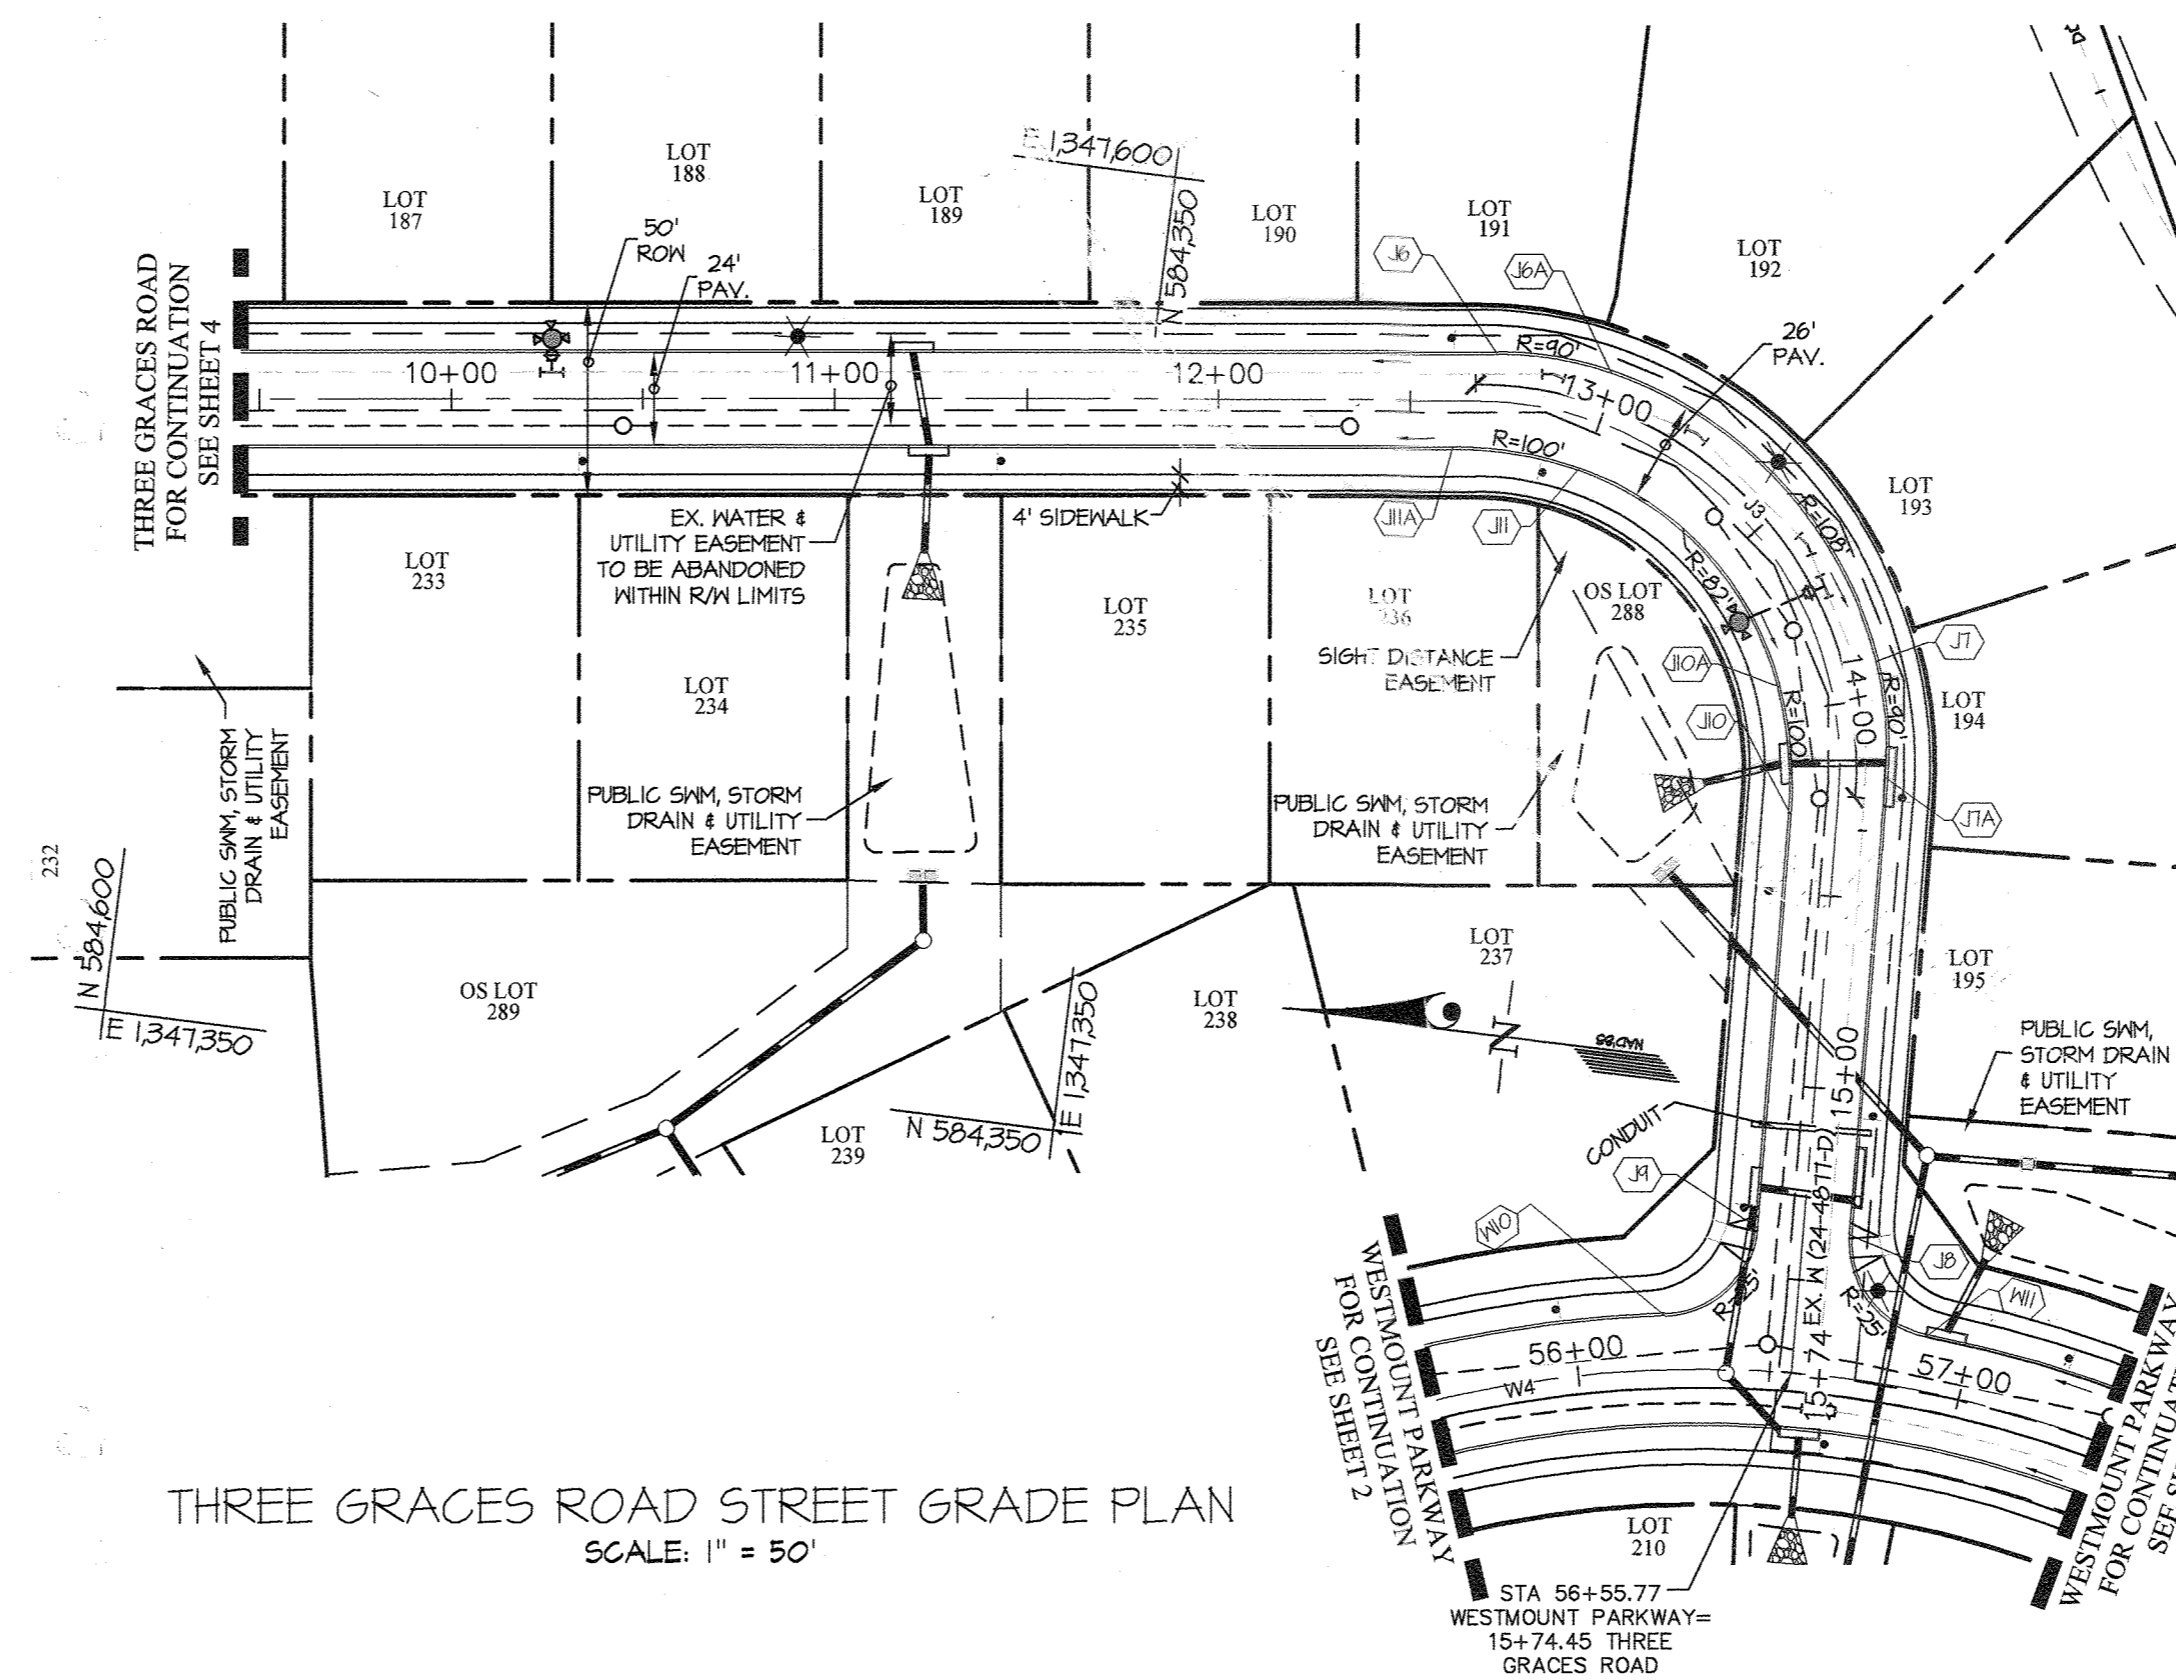 LOT
187
LOT
188
LOT
189
E 1,347,600
N 584,350
LOT
190
LOT
191
LOT
192
50'
ROW
24'
PAV.
J6
J6A
26'
PAV.
THREE GRACES ROAD
FOR CONTINUATION
SEE SHEET 4
10+00
11+00
12+00
13+00
R=90'
R=100'
J3
R=108'
R=82'
LOT
193
EX. WATER &
UTILITY EASEMENT
TO BE ABANDONED
WITHIN R/W LIMITS
4' SIDEWALK
J11A
J11
LOT
233
LOT
234
LOT
235
LOT
236
OS LOT
288
SIGHT DISTANCE
EASEMENT
J10A
J10
J7
14+00
R=100'
R=90'
LOT
194
J7A
PUBLIC SWM, STORM
DRAIN & UTILITY
EASEMENT
PUBLIC SWM, STORM
DRAIN & UTILITY
EASEMENT
PUBLIC SWM, STORM
DRAIN & UTILITY
EASEMENT
232
N 584,600
E 1,347,350
OS LOT
289
LOT
237
LOT
238
LOT
195
N
NAD'83
E 1,347,350
N 584,350
LOT
239
PUBLIC SWM,
STORM DRAIN
& UTILITY
EASEMENT
15+00
CONDUIT
J9
W10
EX. W (24-4877-D)
J8
W11
R=25'
R=25'
WESTMOUNT PARKWAY
FOR CONTINUATION
SEE SHEET 2
56+00
W4
15+74
57+00
WESTMOUNT PARKWAY
LOT
210
STA 56+55.77
WESTMOUNT PARKWAY=
15+74.45 THREE
GRACES ROAD
THREE GRACES ROAD STREET GRADE PLAN
SCALE: 1" = 50'